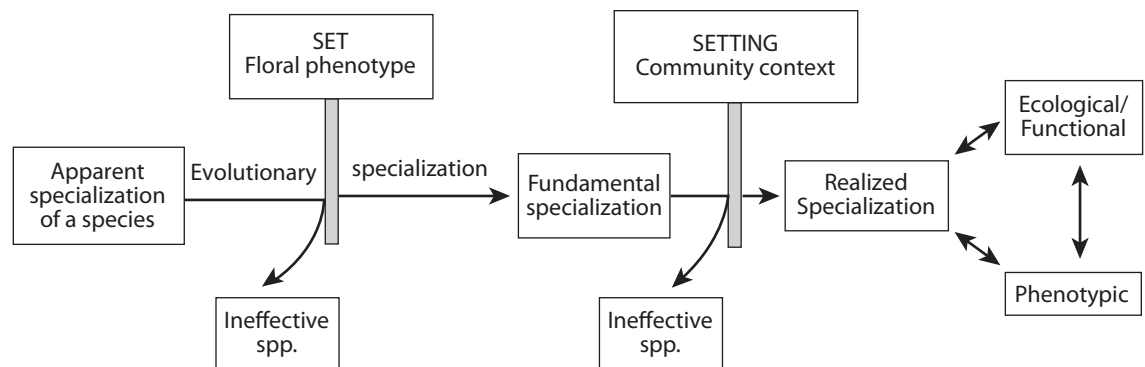 SET
Floral phenotype
SETTING
Community context
Apparent
specialization
of a species
Evolutionary
specialization
Fundamental
specialization
Realized
Specialization
Ecological/
Functional
Phenotypic
Ineffective
spp.
Ineffective
spp.